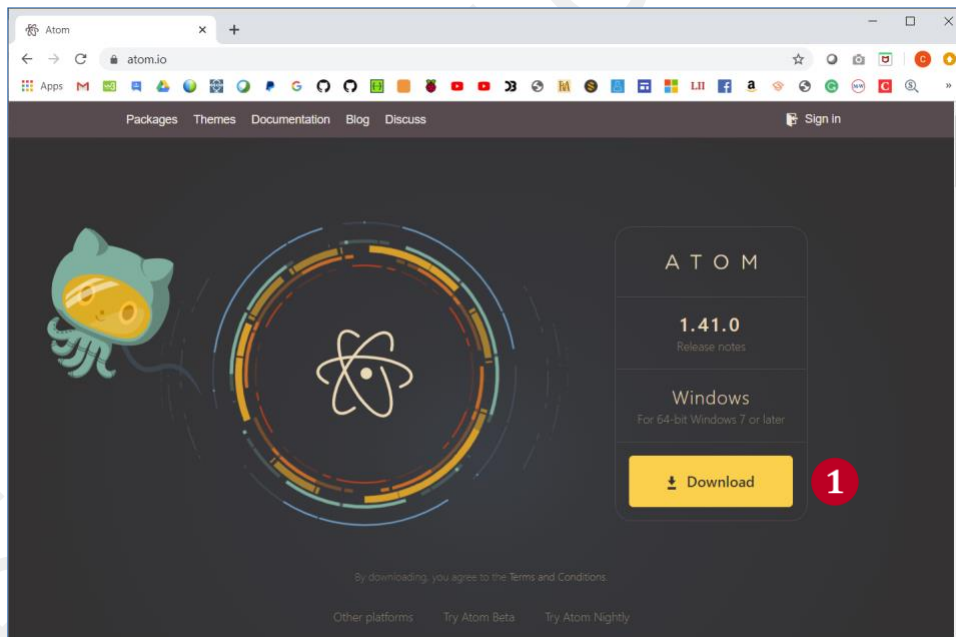 Atom
atom.io
Apps
Packages Themes Documentation Blog Discuss Sign in
ATOM
1.41.0
Release notes
Windows
For 64-bit Windows 7 or later
Download
1
By downloading, you agree to the Terms and Conditions.
Other platforms Try Atom Beta Try Atom Nightly